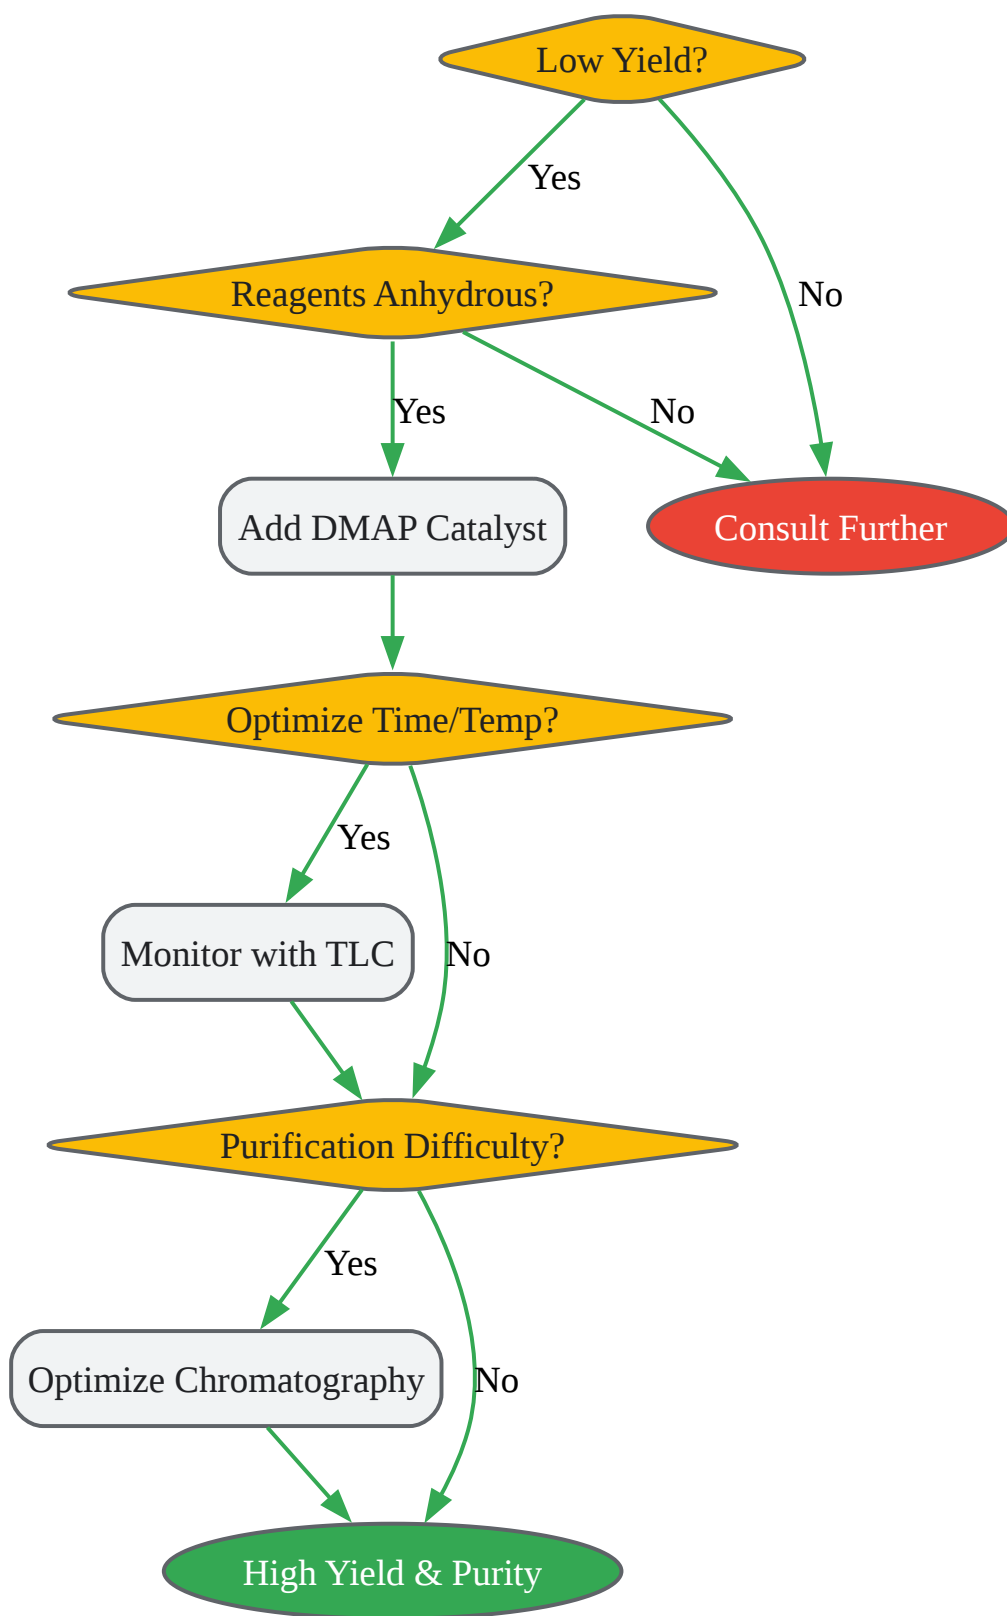 Low Yield?
Yes
Reagents Anhydrous?
No
Yes
No
Add DMAP Catalyst
Consult Further
Optimize Time/Temp?
Yes
Monitor with TLC
No
Purification Difficulty?
Yes
Optimize Chromatography
No
High Yield & Purity